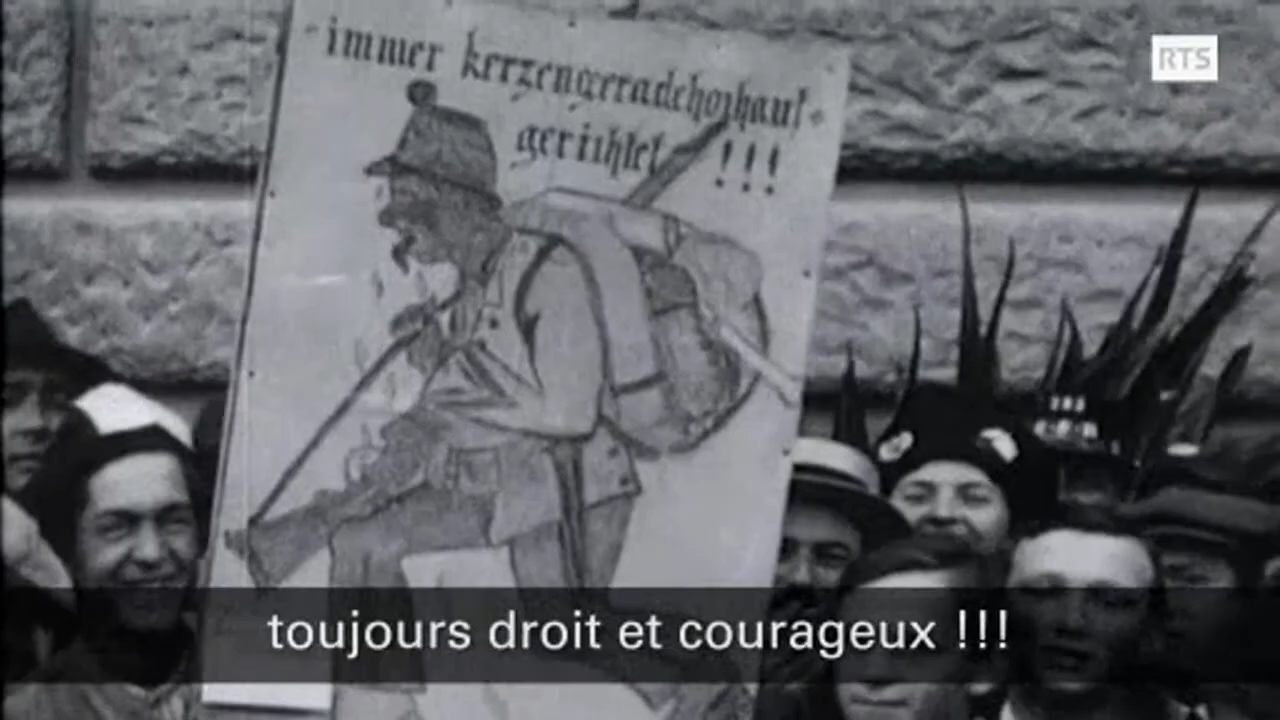 RTS
immer kerzengeradehochauf-
gerichtet !!!
toujours droit et courageux !!!